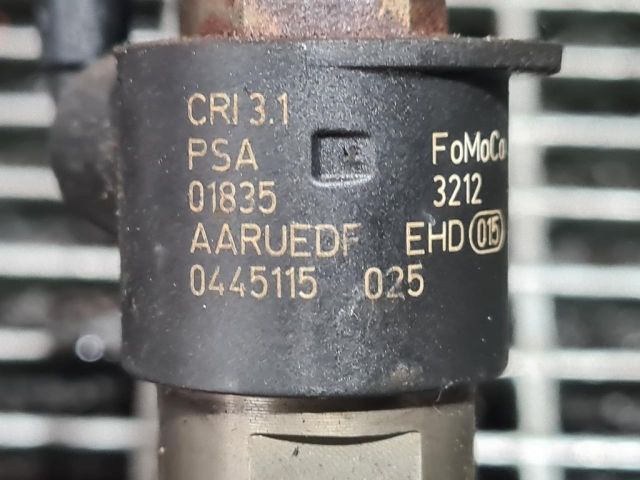 CRI 3.1
PSA FoMoCo
01835 3212
AARUEDF EHD 015
0445115 025